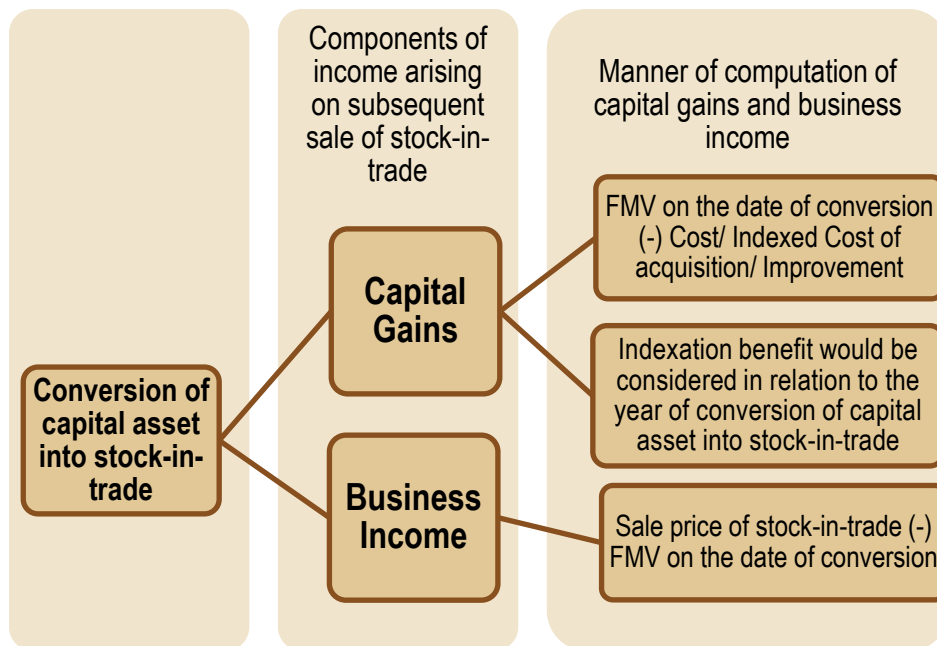 Components of
income arising
on subsequent
sale of stock-in-
trade
Manner of computation of
capital gains and business
income
Conversion of
capital asset
into stock-in-
trade
Capital
Gains
FMV on the date of conversion
(-) Cost/ Indexed Cost of
acquisition/ Improvement
Indexation benefit would be
considered in relation to the
year of conversion of capital
asset into stock-in-trade
Business
Income
Sale price of stock-in-trade (-)
FMV on the date of conversion